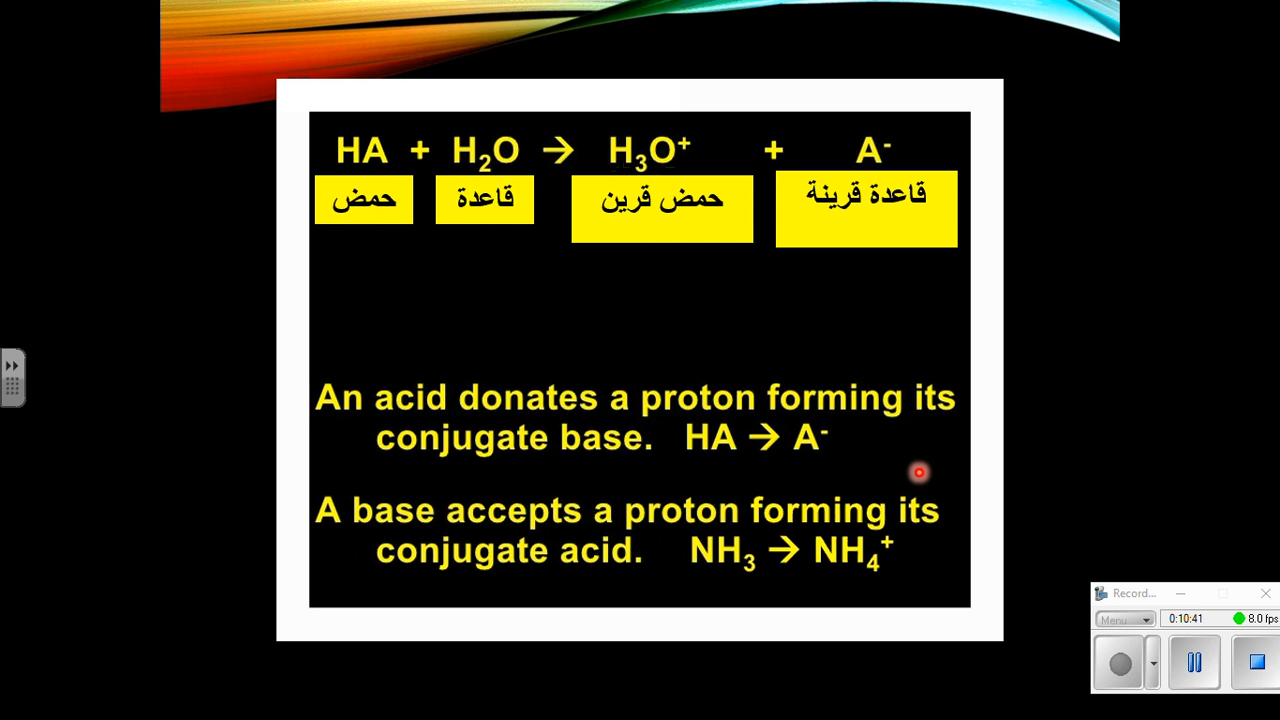 HA + H₂O → H₃O⁺ + A⁻
حمض قاعدة حمض قرين قاعدة قرينة
An acid donates a proton forming its
conjugate base. HA → A⁻
A base accepts a proton forming its
conjugate acid. NH₃ → NH₄⁺
Record...
Menu 0:10:41 8.0 fps